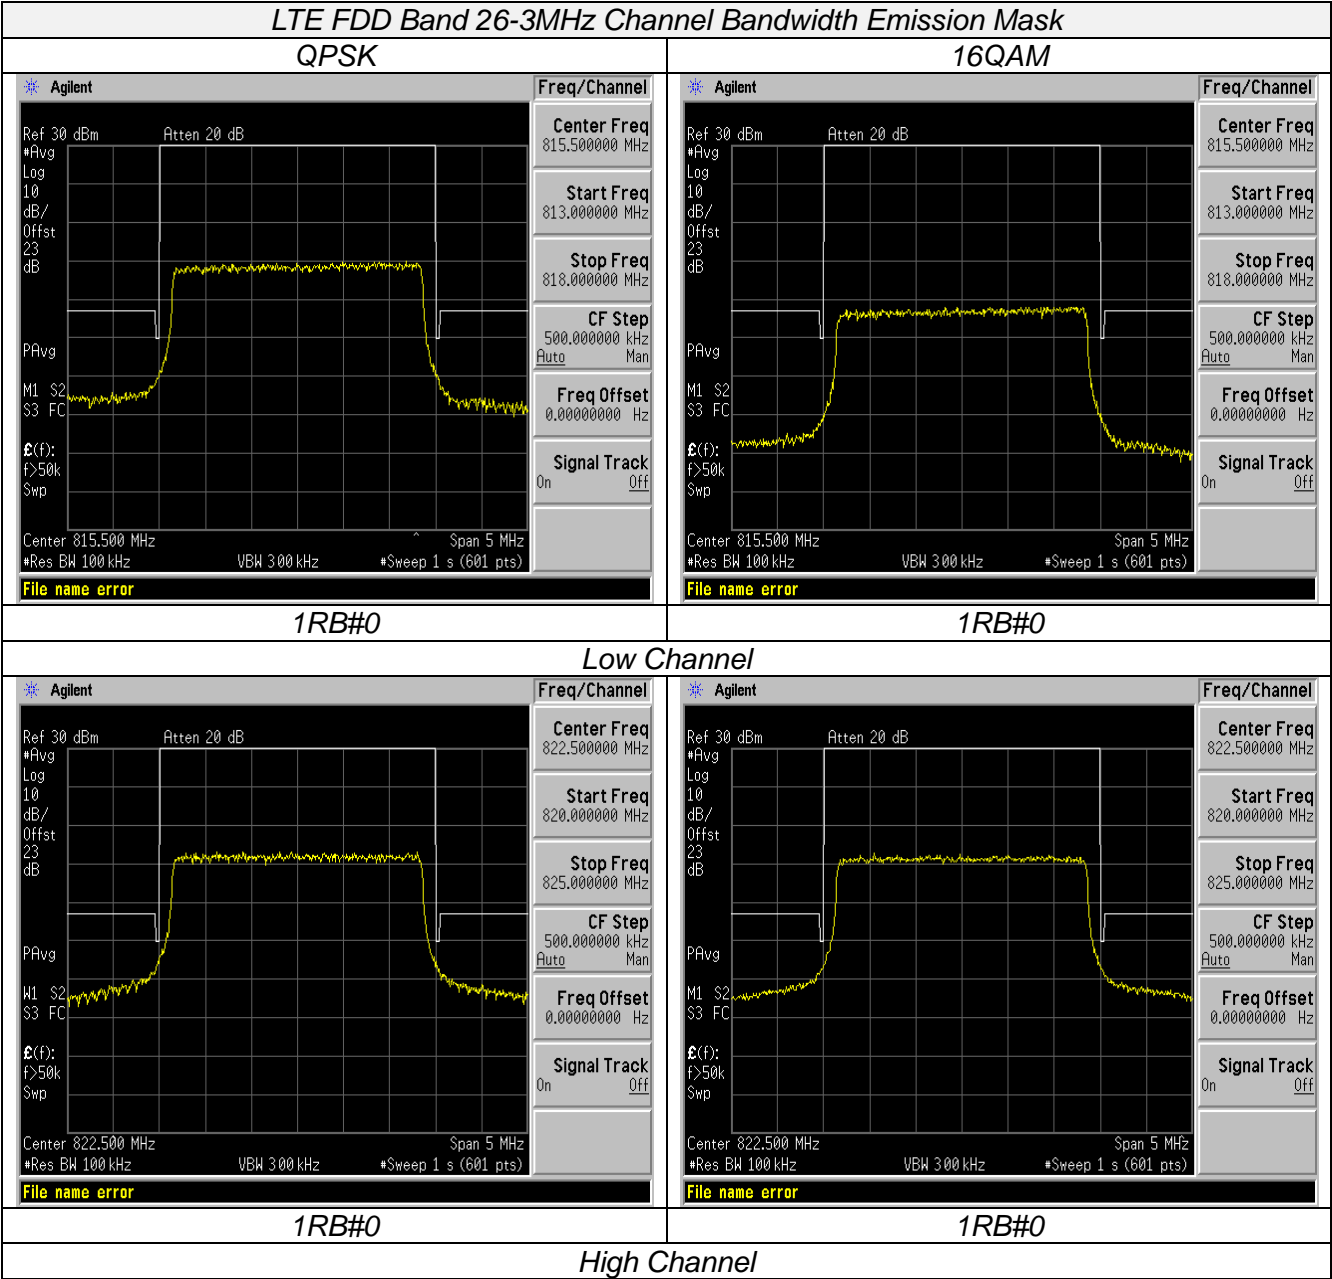 LTE FDD Band 26-3MHz Channel Bandwidth Emission Mask
QPSK 16QAM
Agilent Freq/Channel
Ref 30 dBm Atten 20 dB
#Avg
Log
10
dB/
Offst
23
dB
PAvg
M1 S2
S3 FC
£(f):
f>50k
Swp
Center 815.500 MHz ^ Span 5 MHz
#Res BW 100 kHz VBW 300 kHz #Sweep 1 s (601 pts)
File name error
Center Freq
815.500000 MHz
Start Freq
813.000000 MHz
Stop Freq
818.000000 MHz
CF Step
500.000000 kHz
Auto Man
Freq Offset
0.00000000 Hz
Signal Track
On Off
Agilent Freq/Channel
Ref 30 dBm Atten 20 dB
#Avg
Log
10
dB/
Offst
23
dB
PAvg
M1 S2
S3 FC
£(f):
f>50k
Swp
Center 815.500 MHz Span 5 MHz
#Res BW 100 kHz VBW 300 kHz #Sweep 1 s (601 pts)
File name error
Center Freq
815.500000 MHz
Start Freq
813.000000 MHz
Stop Freq
818.000000 MHz
CF Step
500.000000 kHz
Auto Man
Freq Offset
0.00000000 Hz
Signal Track
On Off
1RB#0 1RB#0
Low Channel
Agilent Freq/Channel
Ref 30 dBm Atten 20 dB
#Avg
Log
10
dB/
Offst
23
dB
PAvg
W1 S2
S3 FC
£(f):
f>50k
Swp
Center 822.500 MHz Span 5 MHz
#Res BW 100 kHz VBW 300 kHz #Sweep 1 s (601 pts)
File name error
Center Freq
822.500000 MHz
Start Freq
820.000000 MHz
Stop Freq
825.000000 MHz
CF Step
500.000000 kHz
Auto Man
Freq Offset
0.00000000 Hz
Signal Track
On Off
Agilent Freq/Channel
Ref 30 dBm Atten 20 dB
#Avg
Log
10
dB/
Offst
23
dB
PAvg
M1 S2
S3 FC
£(f):
f>50k
Swp
Center 822.500 MHz Span 5 MHz
#Res BW 100 kHz VBW 300 kHz #Sweep 1 s (601 pts)
File name error
Center Freq
822.500000 MHz
Start Freq
820.000000 MHz
Stop Freq
825.000000 MHz
CF Step
500.000000 kHz
Auto Man
Freq Offset
0.00000000 Hz
Signal Track
On Off
1RB#0 1RB#0
High Channel